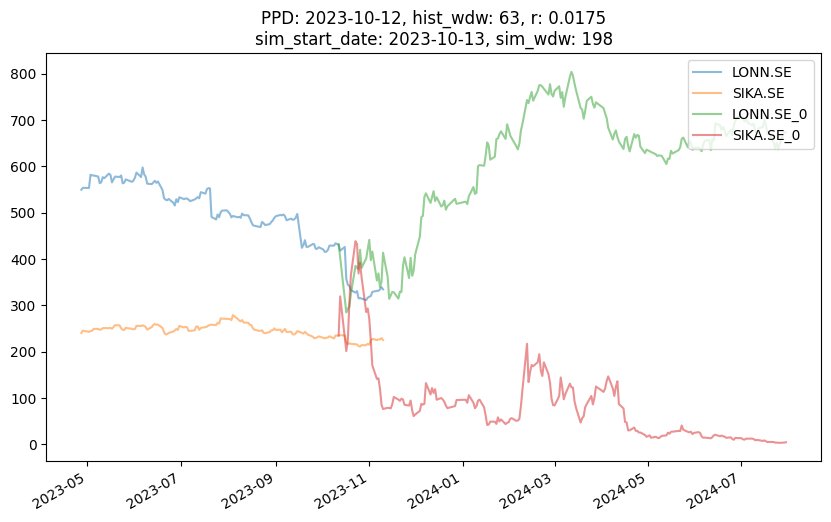 PPD: 2023-10-12, hist_wdw: 63, r: 0.0175
sim_start_date: 2023-10-13, sim_wdw: 198
LONN.SE
SIKA.SE
LONN.SE_0
SIKA.SE_0
800
700
600
500
400
300
200
100
0
2023-05
2023-07
2023-09
2023-11
2024-01
2024-03
2024-05
2024-07